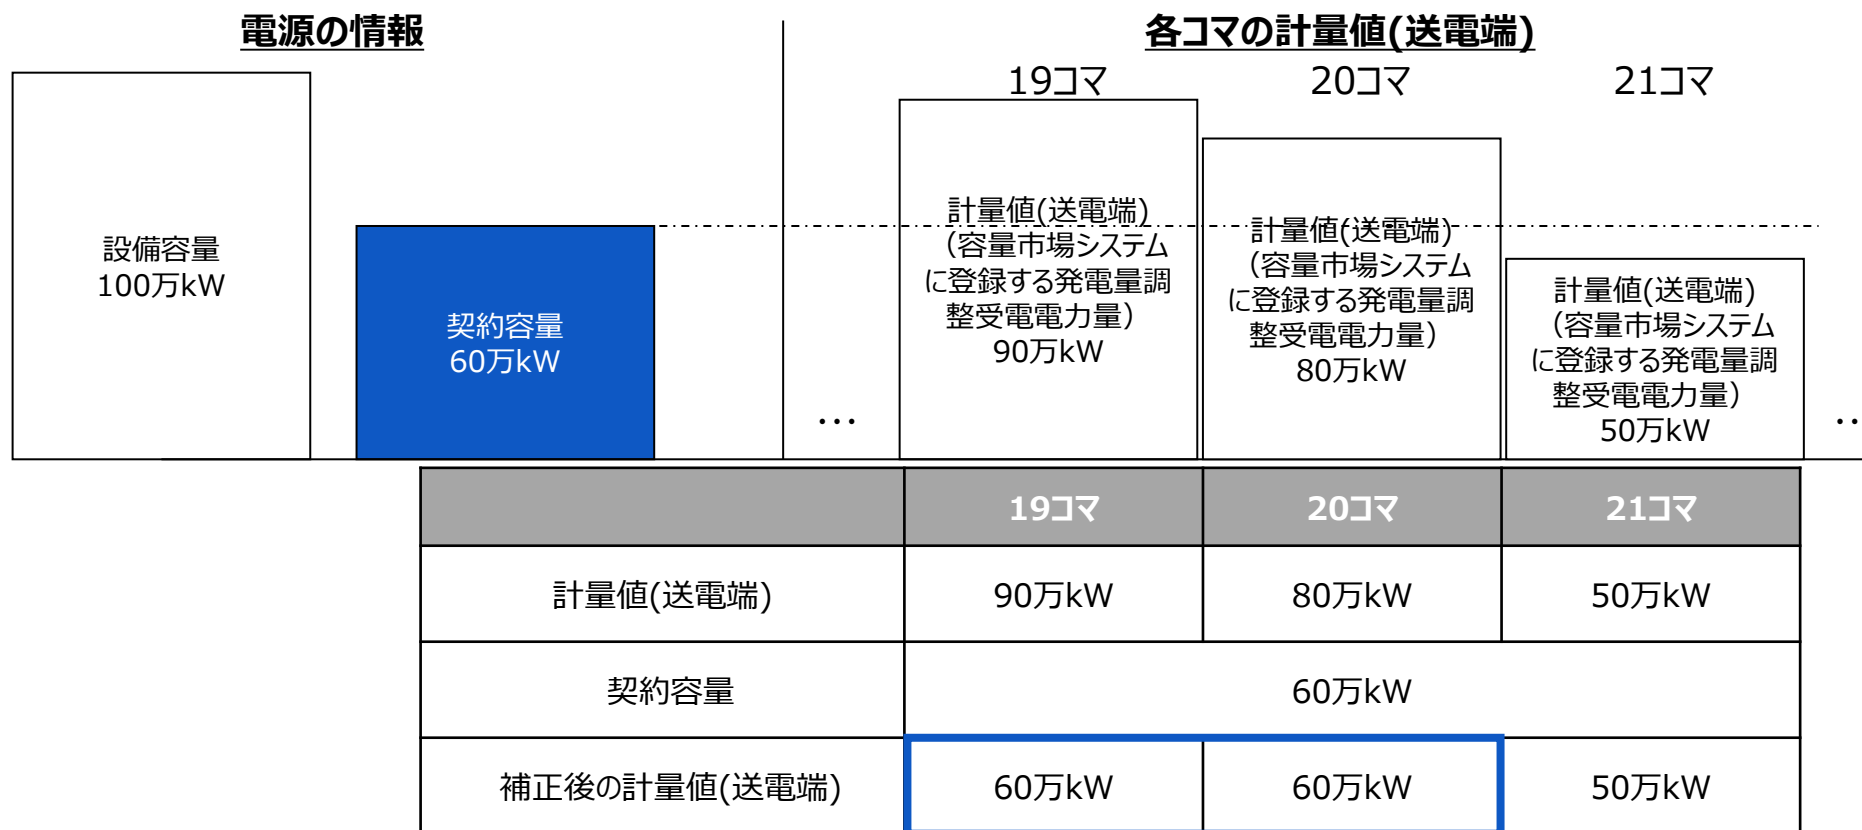 電源の情報
各コマの計量値(送電端)
19コマ
20コマ
21コマ
設備容量
100万kW
契約容量
60万kW
…
計量値(送電端)
（容量市場システム
に登録する発電量調
整受電電力量）
90万kW
計量値(送電端)
（容量市場システム
に登録する発電量調
整受電電力量）
80万kW
計量値(送電端)
（容量市場システム
に登録する発電量調
整受電電力量）
50万kW
‥
19コマ 20コマ 21コマ
計量値(送電端) 90万kW 80万kW 50万kW
契約容量 60万kW
補正後の計量値(送電端) 60万kW 60万kW 50万kW